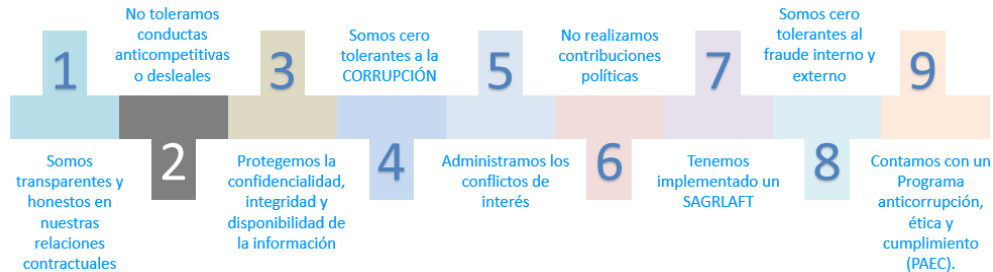 1
Somos
transparentes y
honestos en
nuestras
relaciones
contractuales
No toleramos
conductas
anticompetitivas
o desleales
2
3
Protegemos la
confidencialidad,
integridad y
disponibilidad de
la información
Somos cero
tolerantes a la
CORRUPCIÓN
4
5
Administramos los
conflictos de
interés
No realizamos
contribuciones
políticas
6
7
Tenemos
implementado un
SAGRLAFT
Somos cero
tolerantes al
fraude interno y
externo
8
9
Contamos con un
Programa
anticorrupción,
ética y
cumplimiento
(PAEC).